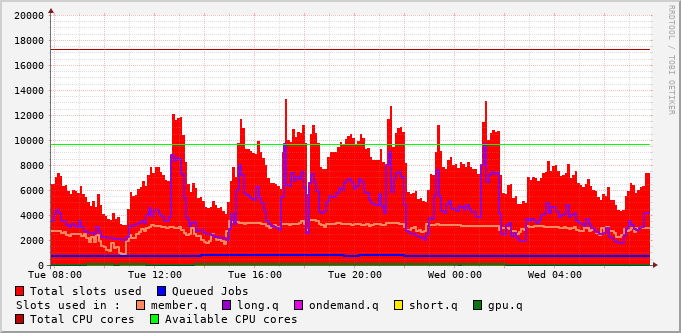 20000
18000
16000
14000
12000
10000
8000
6000
4000
2000
0
Tue 08:00 Tue 12:00 Tue 16:00 Tue 20:00 Wed 00:00 Wed 04:00
Total slots used Queued Jobs
Slots used in : member.q long.q ondemand.q short.q gpu.q
Total CPU cores Available CPU cores
RRDTOOL / TOBI OETIKER